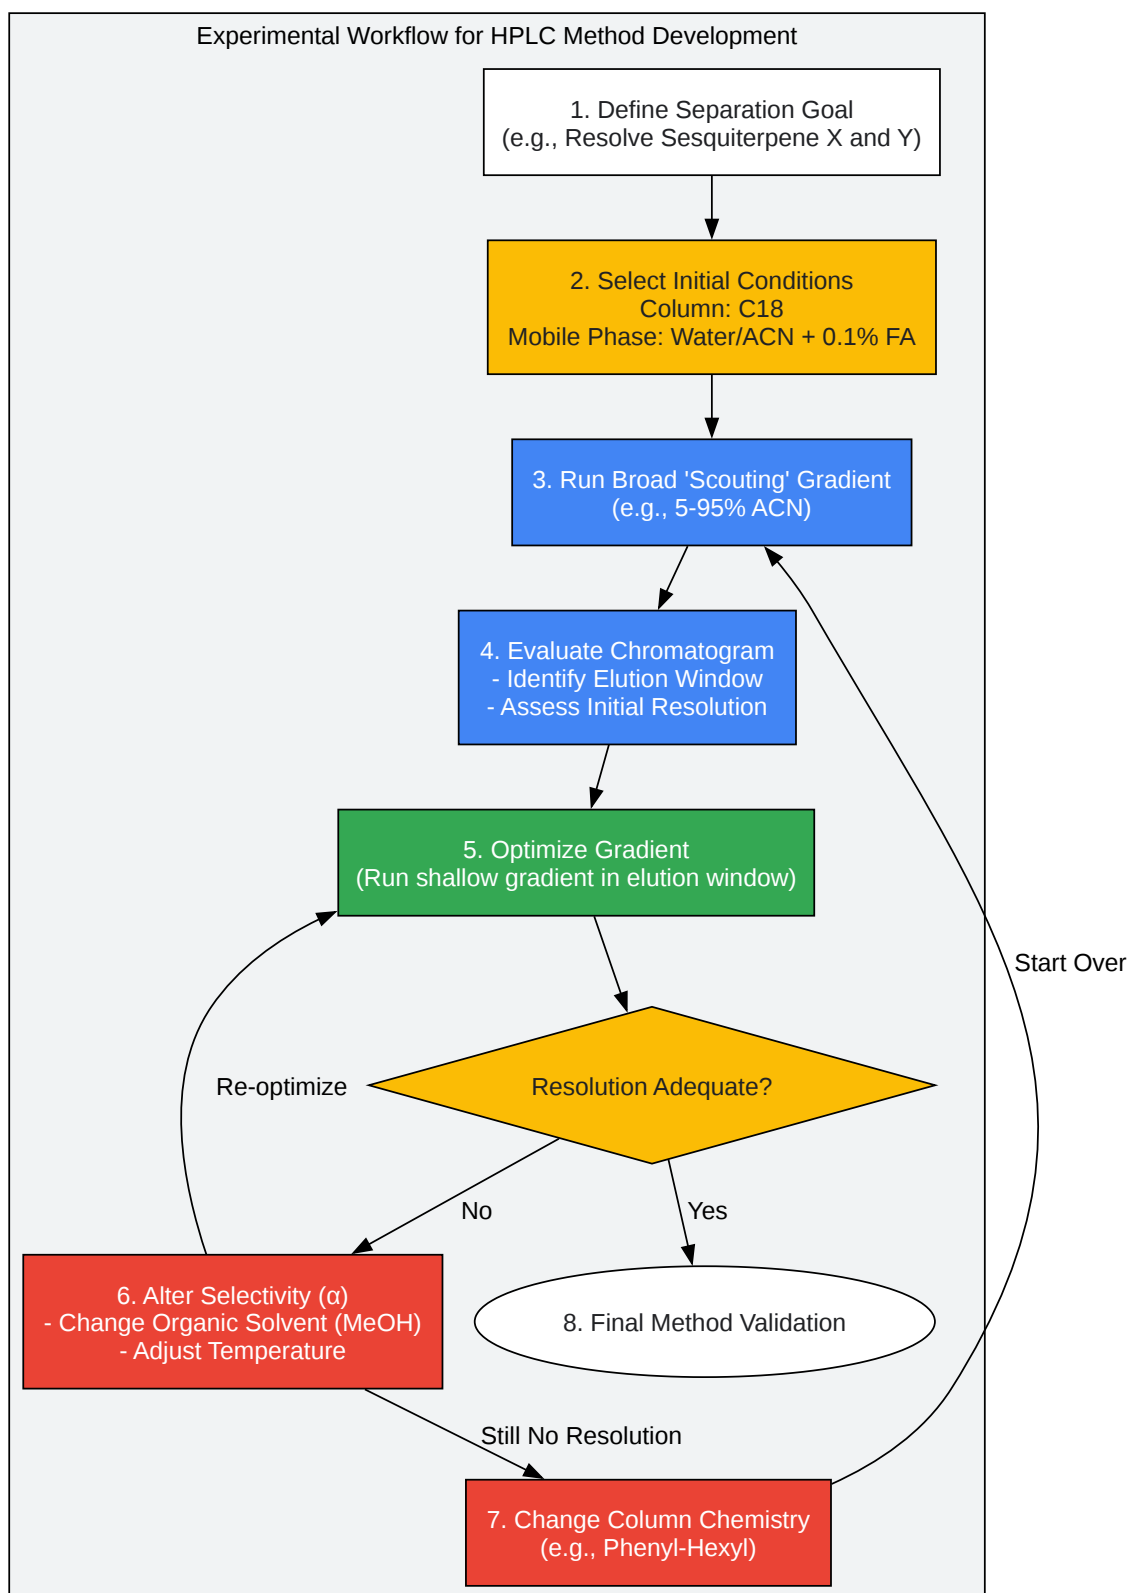 Experimental Workflow for HPLC Method Development
1. Define Separation Goal
(e.g., Resolve Sesquiterpene X and Y)
2. Select Initial Conditions
Column: C18
Mobile Phase: Water/ACN + 0.1% FA
3. Run Broad 'Scouting' Gradient
(e.g., 5-95% ACN)
4. Evaluate Chromatogram
- Identify Elution Window
- Assess Initial Resolution
5. Optimize Gradient
(Run shallow gradient in elution window)
Start Over
Re-optimize
Resolution Adequate?
No
Yes
6. Alter Selectivity (α)
- Change Organic Solvent (MeOH)
- Adjust Temperature
8. Final Method Validation
Still No Resolution
7. Change Column Chemistry
(e.g., Phenyl-Hexyl)